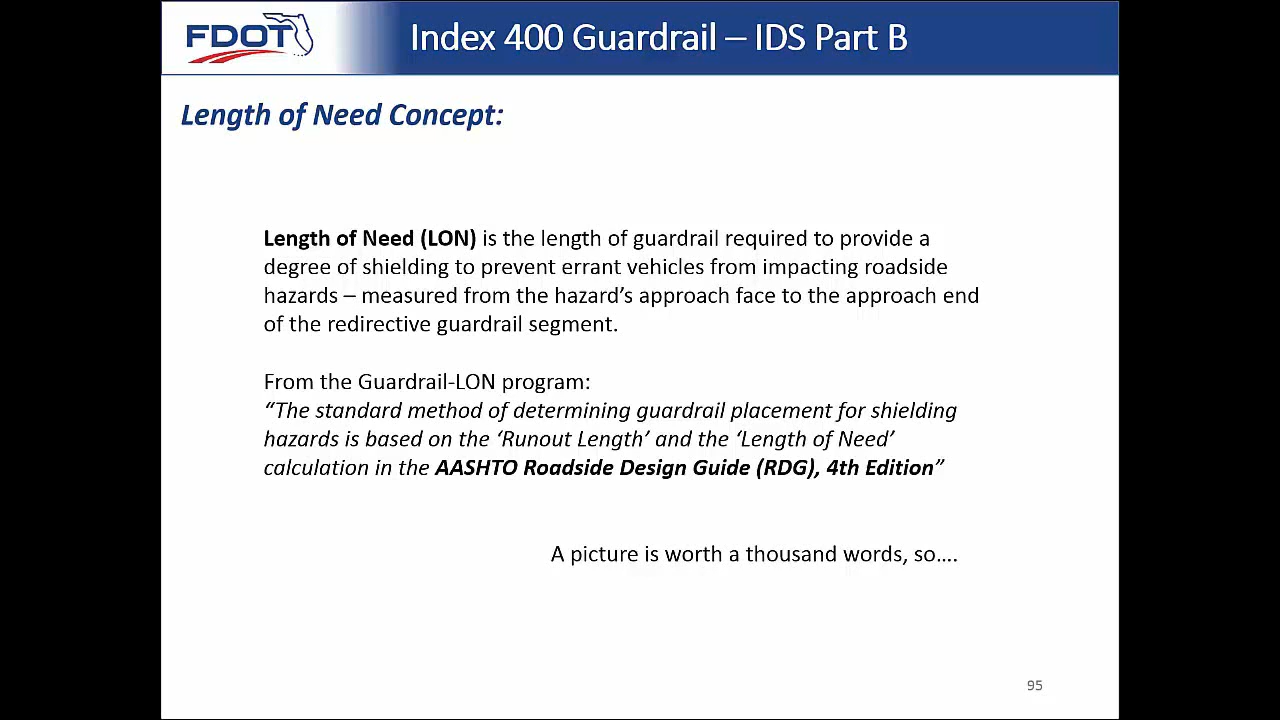 FDOT
Index 400 Guardrail – IDS Part B
Length of Need Concept:
Length of Need (LON) is the length of guardrail required to provide a
degree of shielding to prevent errant vehicles from impacting roadside
hazards – measured from the hazard’s approach face to the approach end
of the redirective guardrail segment.
From the Guardrail-LON program:
“The standard method of determining guardrail placement for shielding
hazards is based on the ‘Runout Length’ and the ‘Length of Need’
calculation in the AASHTO Roadside Design Guide (RDG), 4th Edition”
A picture is worth a thousand words, so….
95